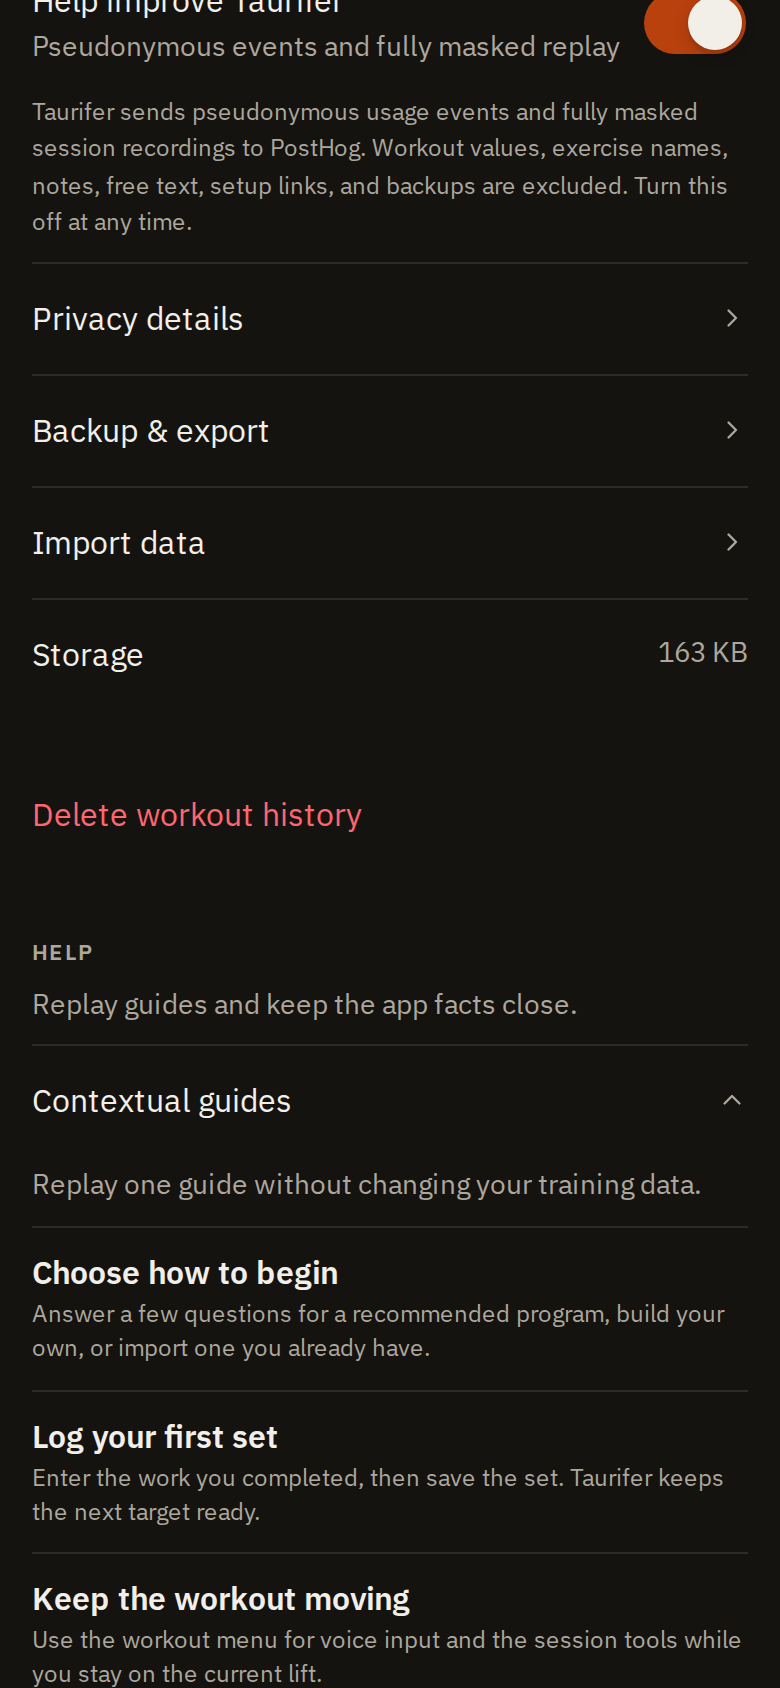 Help improve Taurifer
Pseudonymous events and fully masked replay
Taurifer sends pseudonymous usage events and fully masked
session recordings to PostHog. Workout values, exercise names,
notes, free text, setup links, and backups are excluded. Turn this
off at any time.
Privacy details
Backup & export
Import data
Storage
163 KB
Delete workout history
HELP
Replay guides and keep the app facts close.
Contextual guides
Replay one guide without changing your training data.
Choose how to begin
Answer a few questions for a recommended program, build your
own, or import one you already have.
Log your first set
Enter the work you completed, then save the set. Taurifer keeps
the next target ready.
Keep the workout moving
Use the workout menu for voice input and the session tools while
you stay on the current lift.